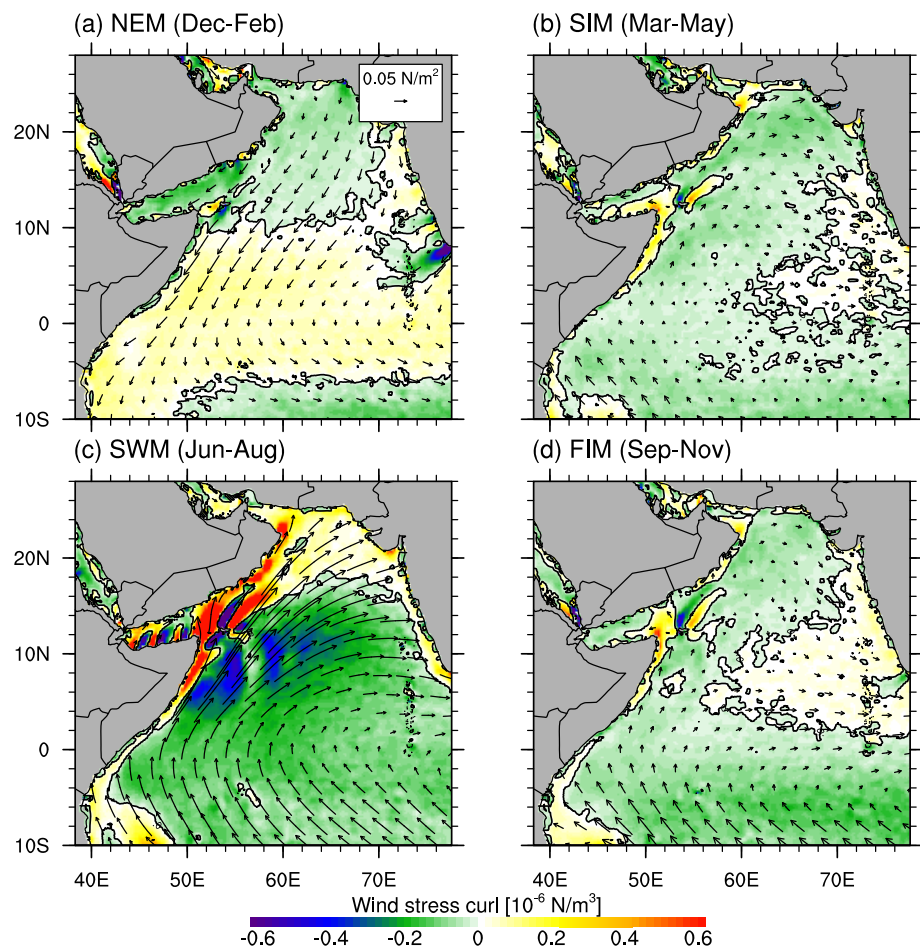 (a) NEM (Dec-Feb)
(b) SIM (Mar-May)
0.05 N/m²
20N
10N
0
10S
(c) SWM (Jun-Aug)
(d) FIM (Sep-Nov)
20N
10N
0
10S
40E 50E 60E 70E
40E 50E 60E 70E
Wind stress curl [10⁻⁶ N/m³]
-0.6 -0.4 -0.2 0 0.2 0.4 0.6